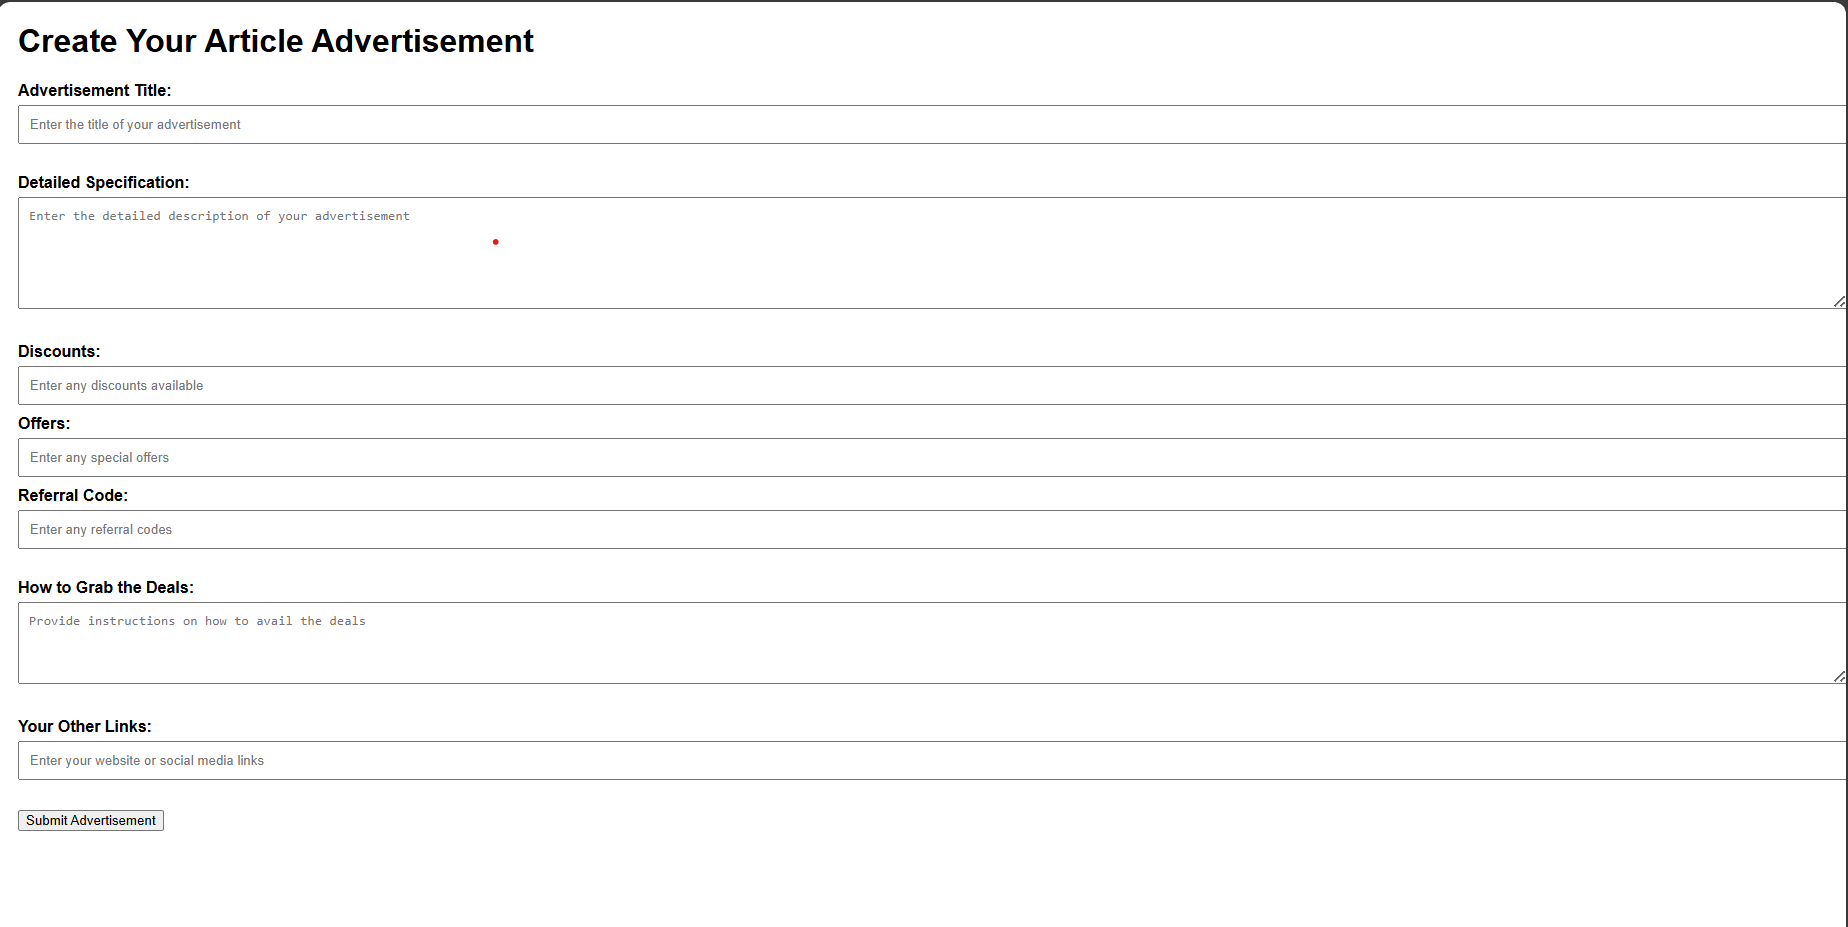 Create Your Article Advertisement
Advertisement Title:
Enter the title of your advertisement
Detailed Specification:
Enter the detailed description of your advertisement
Discounts:
Enter any discounts available
Offers:
Enter any special offers
Referral Code:
Enter any referral codes
How to Grab the Deals:
Provide instructions on how to avail the deals
Your Other Links:
Enter your website or social media links
Submit Advertisement